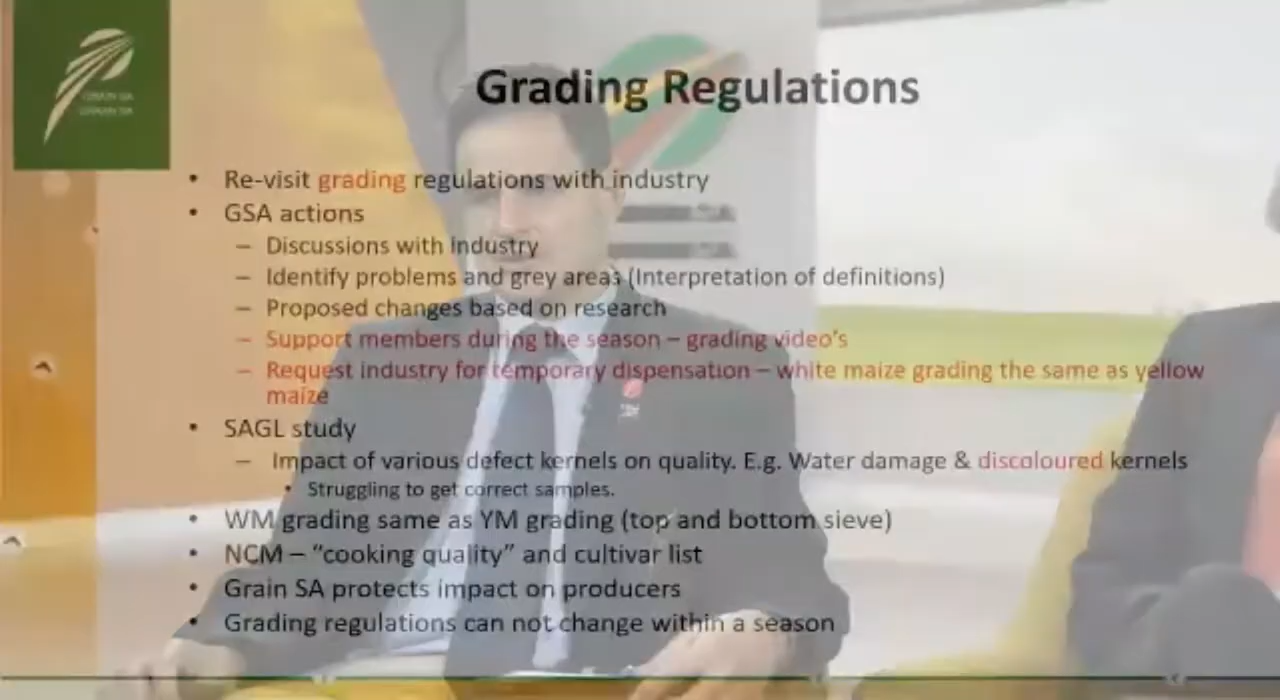 GRAIN SA
GRAAN SA
Grading Regulations
• Re-visit grading regulations with industry
• GSA actions
– Discussions with industry
– Identify problems and grey areas (Interpretation of definitions)
– Proposed changes based on research
– Support members during the season – grading video's
– Request industry for temporary dispensation – white maize grading the same as yellow
maize
• SAGL study
– Impact of various defect kernels on quality. E.g. Water damage & discoloured kernels
• Struggling to get correct samples.
• WM grading same as YM grading (top and bottom sieve)
• NCM – “cooking quality” and cultivar list
• Grain SA protects impact on producers
• Grading regulations can not change within a season